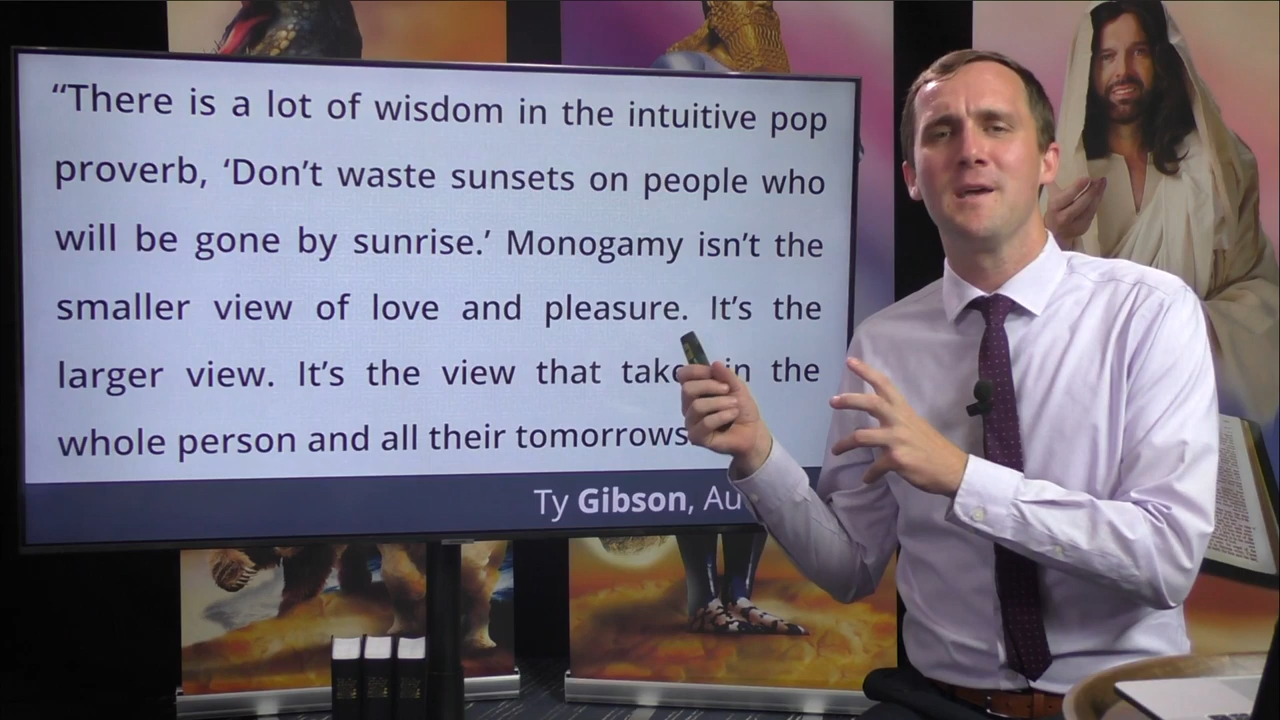 “There is a lot of wisdom in the intuitive pop
proverb, ‘Don’t waste sunsets on people who
will be gone by sunrise.’ Monogamy isn’t the
smaller view of love and pleasure. It’s the
larger view. It’s the view that in the
whole person and all their tomorrows
Ty Gibson,